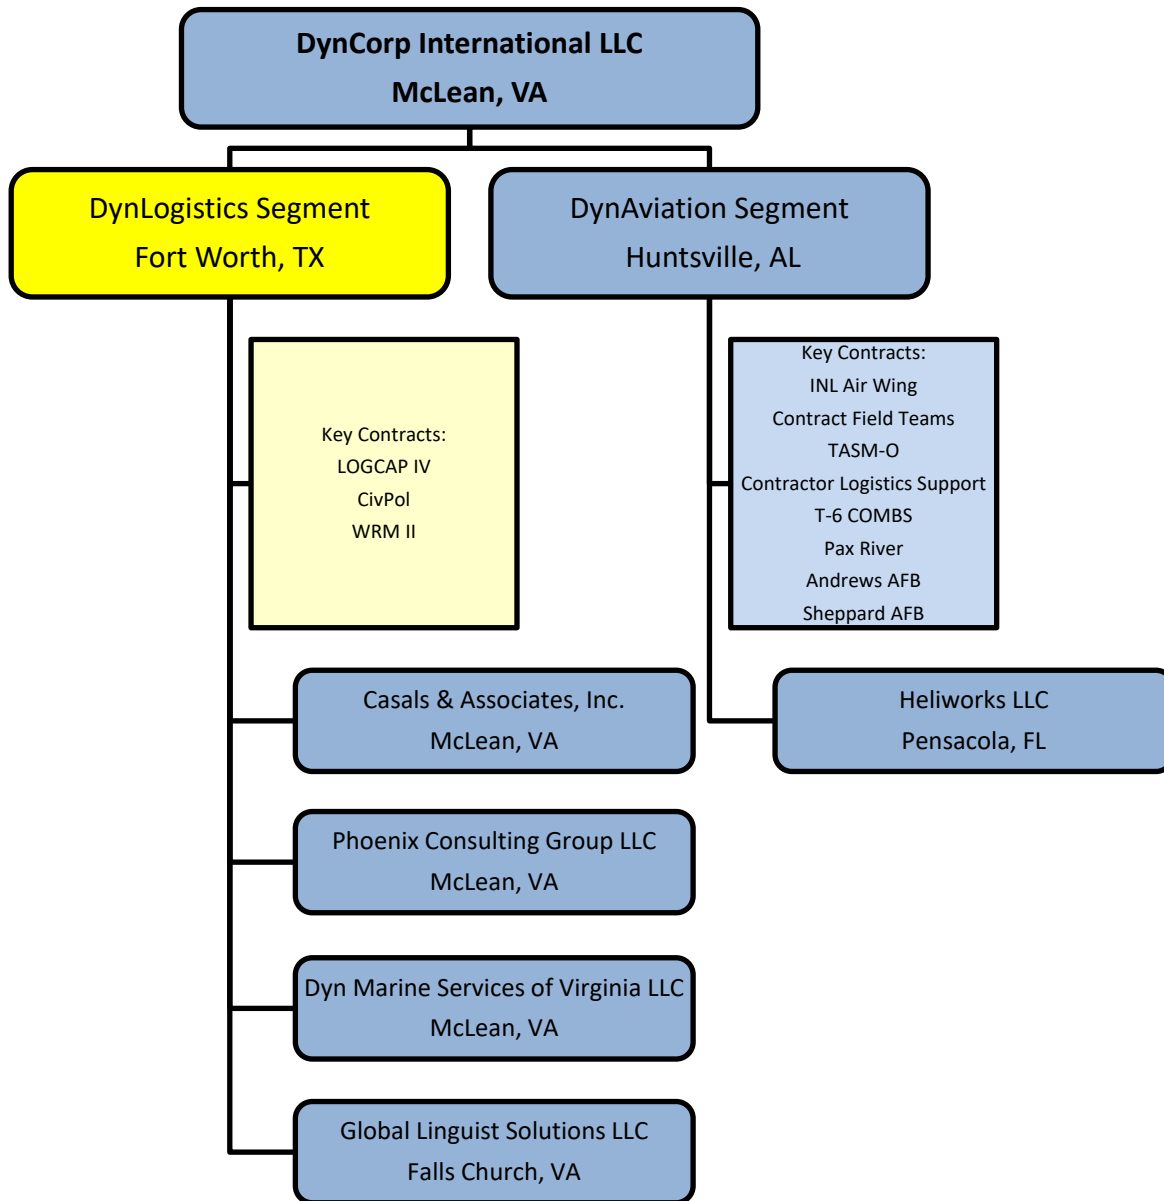 DynCorp International LLC
McLean, VA
DynLogistics Segment
Fort Worth, TX
DynAviation Segment
Huntsville, AL
Key Contracts:
LOGCAP IV
CivPol
WRM II
Key Contracts:
INL Air Wing
Contract Field Teams
TASM-O
Contractor Logistics Support
T-6 COMBS
Pax River
Andrews AFB
Sheppard AFB
Casals & Associates, Inc.
McLean, VA
Heliworks LLC
Pensacola, FL
Phoenix Consulting Group LLC
McLean, VA
Dyn Marine Services of Virginia LLC
McLean, VA
Global Linguist Solutions LLC
Falls Church, VA